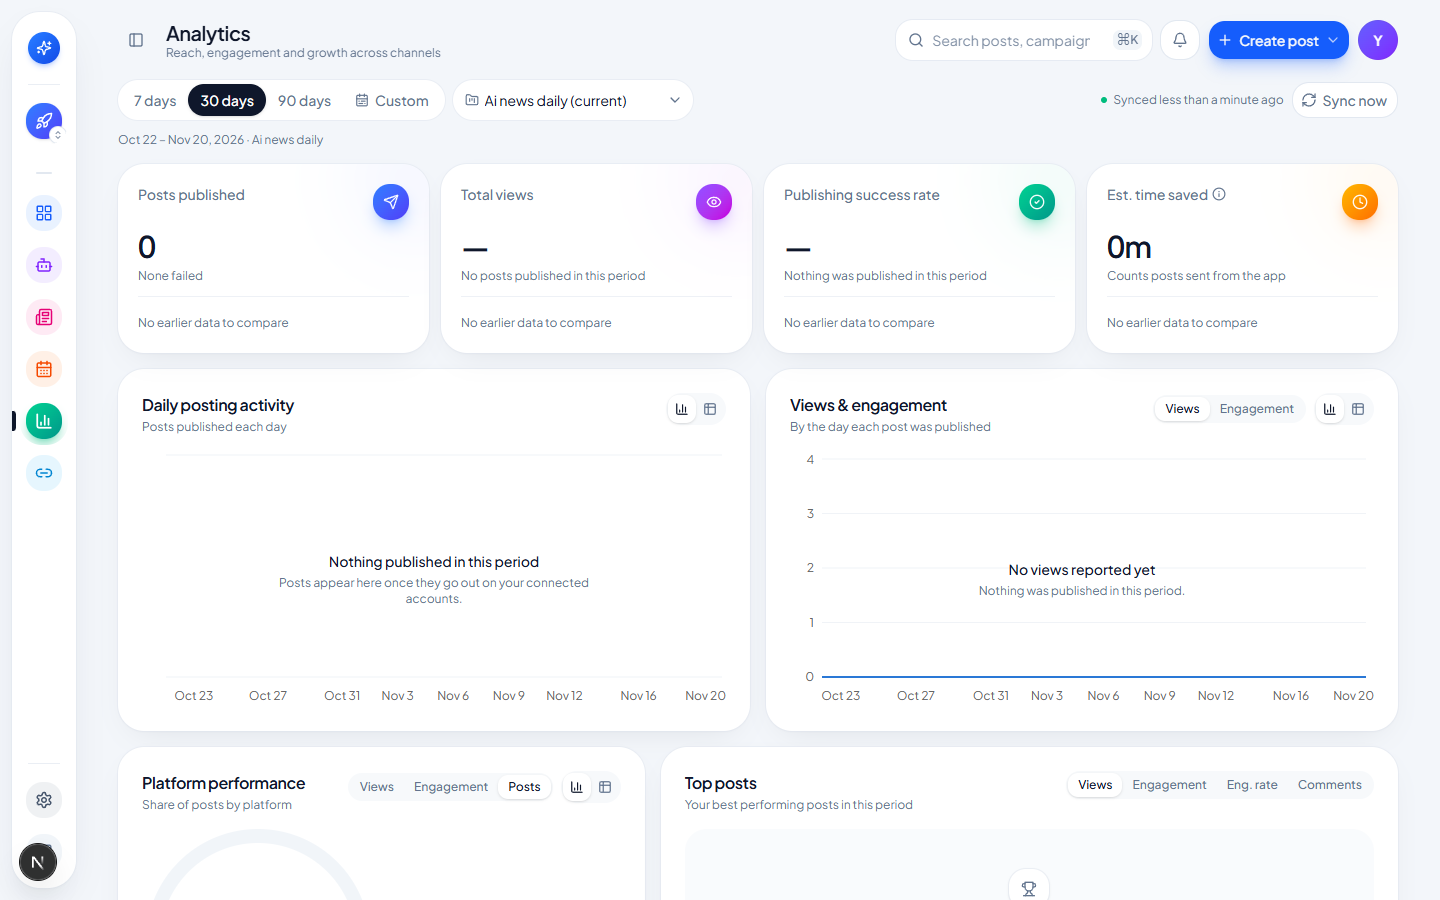 Analytics
Reach, engagement and growth across channels
Search posts, campaigr
⌘K
Create post
Y
7 days
30 days
90 days
Custom
Ai news daily (current)
Synced less than a minute ago
Sync now
Oct 22 – Nov 20, 2026 · Ai news daily
Posts published
0
None failed
No earlier data to compare
Total views
—
No posts published in this period
No earlier data to compare
Publishing success rate
—
Nothing was published in this period
No earlier data to compare
Est. time saved
0m
Counts posts sent from the app
No earlier data to compare
Daily posting activity
Posts published each day
Nothing published in this period
Posts appear here once they go out on your connected
accounts.
Oct 23 Oct 27 Oct 31 Nov 3 Nov 6 Nov 9 Nov 12 Nov 16 Nov 20
Views & engagement
By the day each post was published
Views
Engagement
4
3
2
1
0
No views reported yet
Nothing was published in this period.
Oct 23 Oct 27 Oct 31 Nov 3 Nov 6 Nov 9 Nov 12 Nov 16 Nov 20
Platform performance
Share of posts by platform
Views
Engagement
Posts
Top posts
Your best performing posts in this period
Views
Engagement
Eng. rate
Comments
N